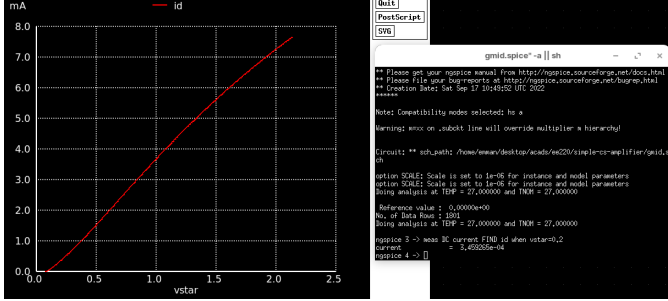 mA
id
8.0
7.0
6.0
5.0
4.0
3.0
2.0
1.0
0.0
0.0 0.5 1.0 1.5 2.0 2.5
vstar
Quit
PostScript
SVG
gmid.spice" -a || sh
** Please get your ngspice manual from http://ngspice.sourceforge.net/docs.html
** Please file your bug-reports at http://ngspice.sourceforge.net/bugrep.html
** Creation Date: Sat Sep 17 10:49:52 UTC 2022
******
Note: Compatibility modes selected: hs a
Warning: m=xx on .subckt line will override multiplier m hierarchy!
Circuit: ** sch_path: /home/emman/desktop/acads/ee220/simple-cs-amplifier/gmid.s
ch
option SCALE: Scale is set to 1e-06 for instance and model parameters
option SCALE: Scale is set to 1e-06 for instance and model parameters
Doing analysis at TEMP = 27.000000 and TNOM = 27.000000
Reference value : 0.00000e+00
No. of Data Rows : 1801
Doing analysis at TEMP = 27.000000 and TNOM = 27.000000
ngspice 3 -> meas DC current FIND id when vstar=0.2
current = 3.459265e-04
ngspice 4 ->